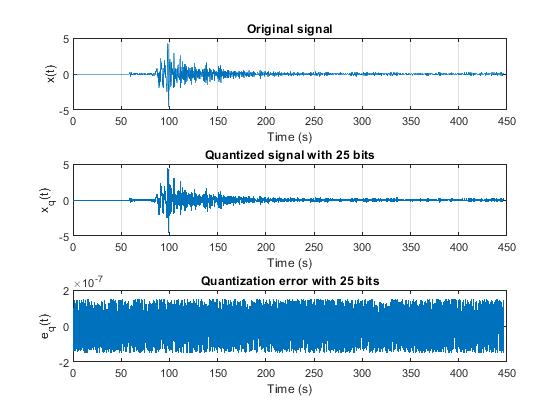 Original signal
5
0
-5
x(t)
0 50 100 150 200 250 300 350 400 450
Time (s)
Quantized signal with 25 bits
5
0
-5
x_q(t)
0 50 100 150 200 250 300 350 400 450
Time (s)
×10^-7
Quantization error with 25 bits
2
0
-2
e_q(t)
0 50 100 150 200 250 300 350 400 450
Time (s)